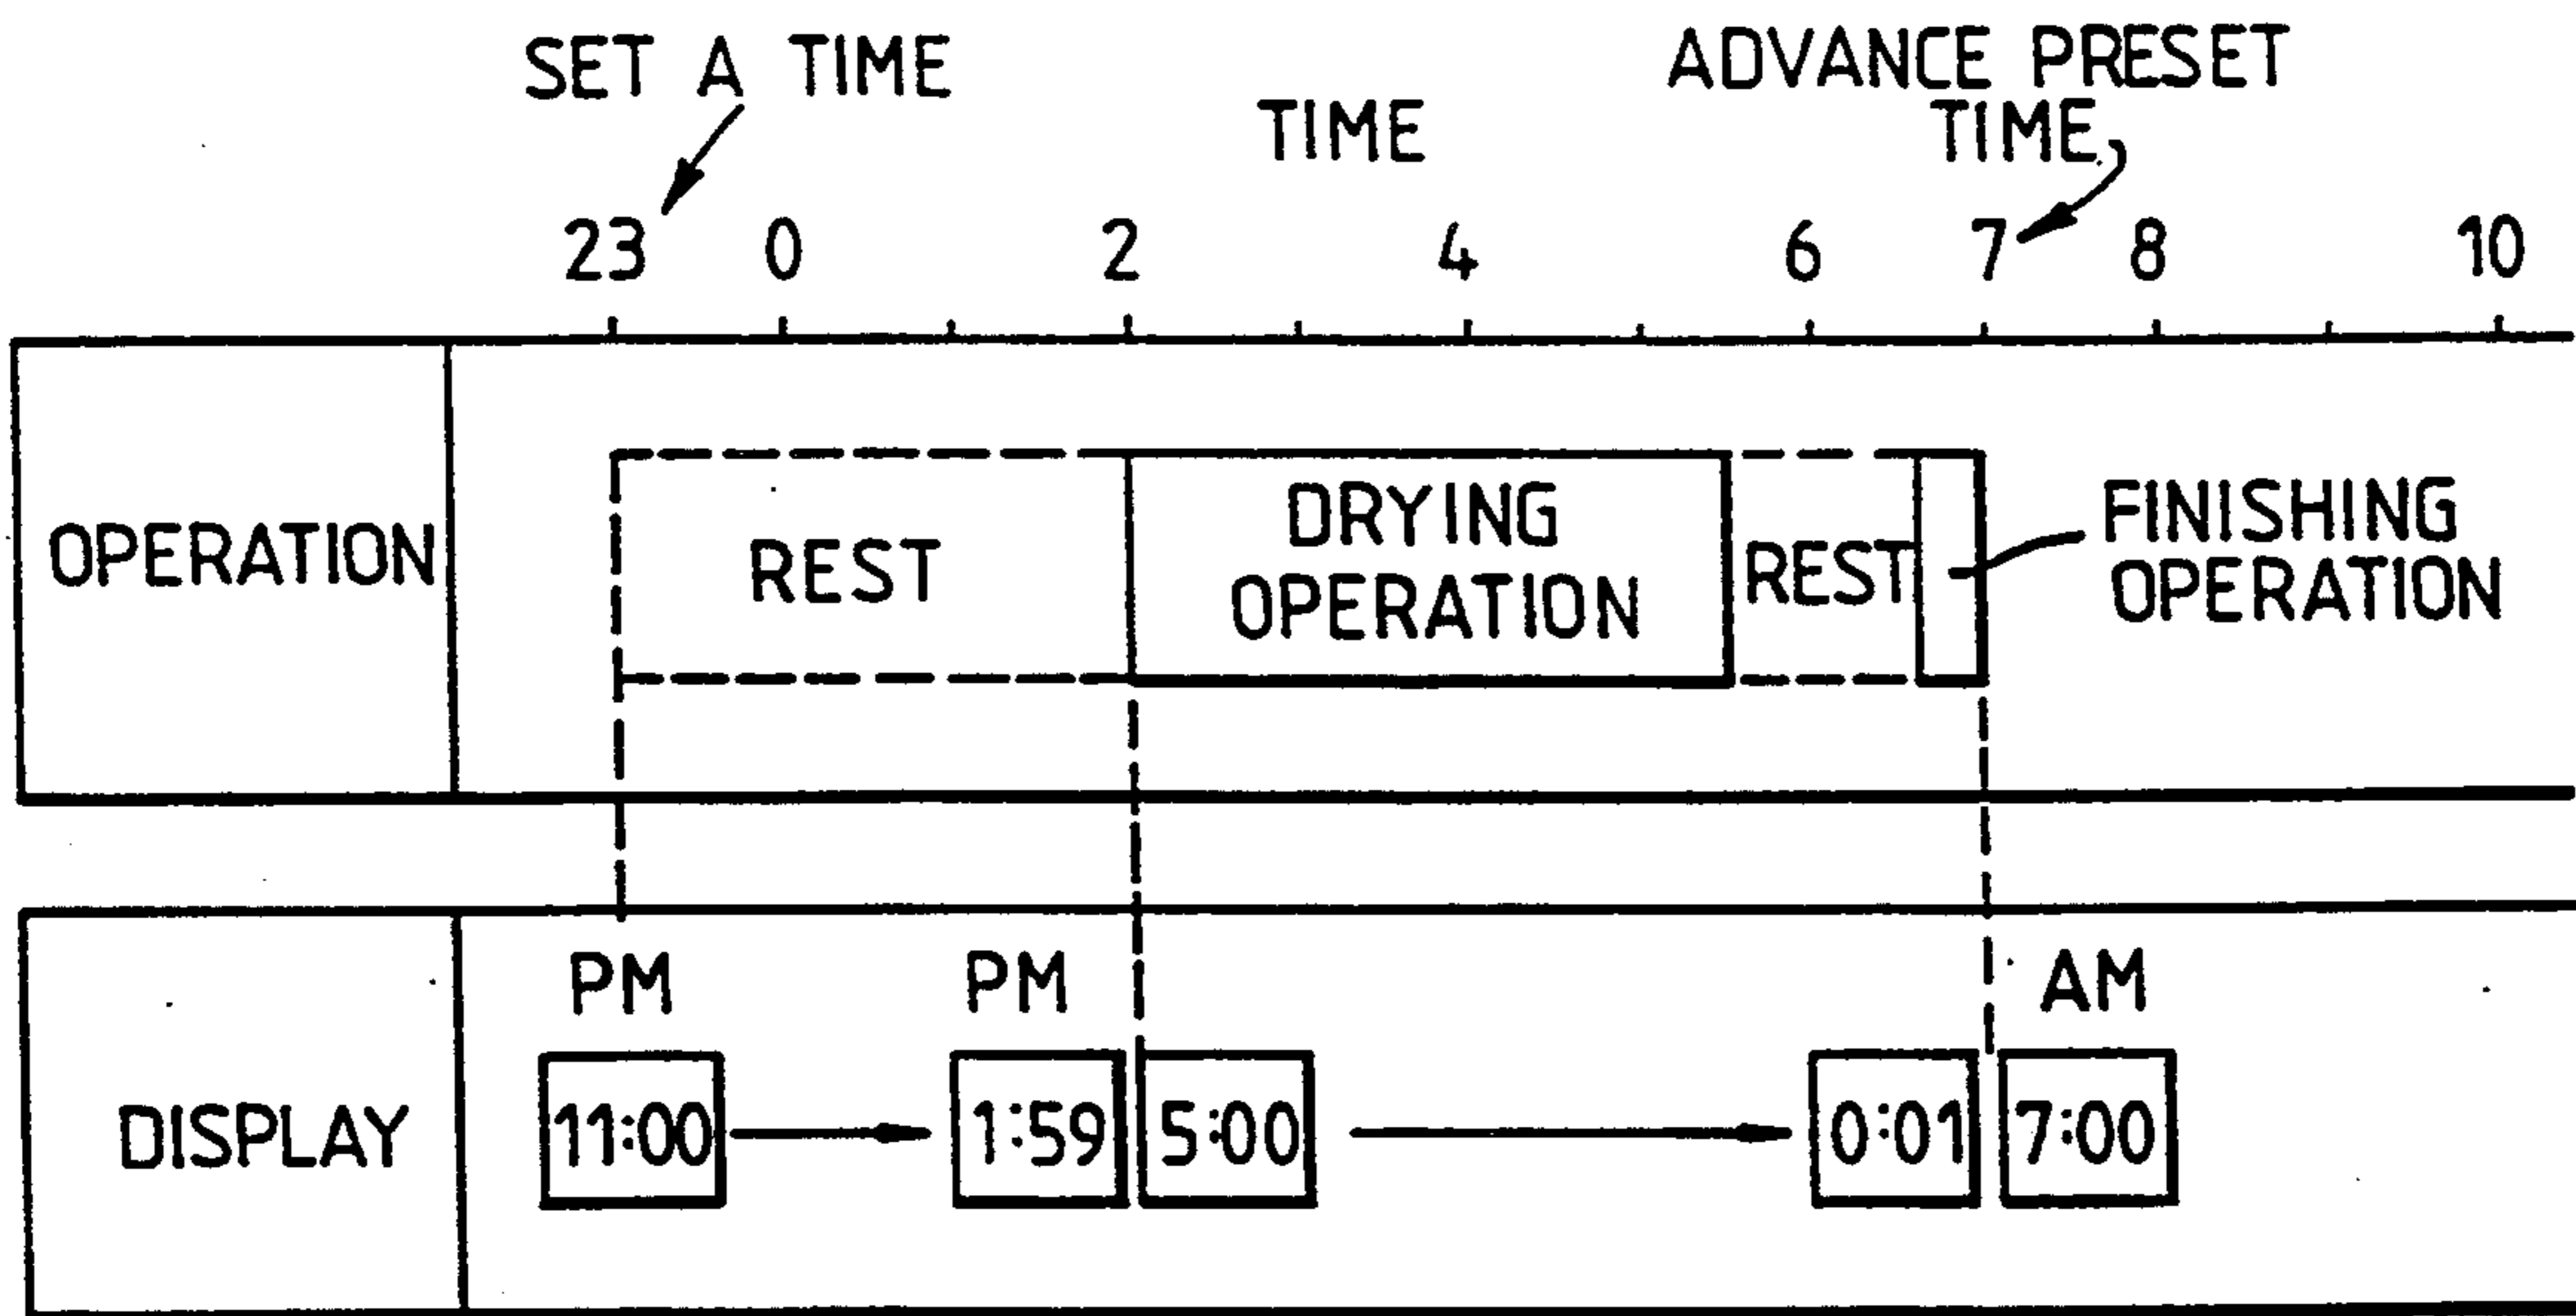 SET A TIME
TIME
ADVANCE PRESET
TIME
23 0 2 4 6 7 8 10
OPERATION
REST
DRYING
OPERATION
REST
FINISHING
OPERATION
DISPLAY
PM PM AM
11:00 1:59 5:00 0:01 7:00